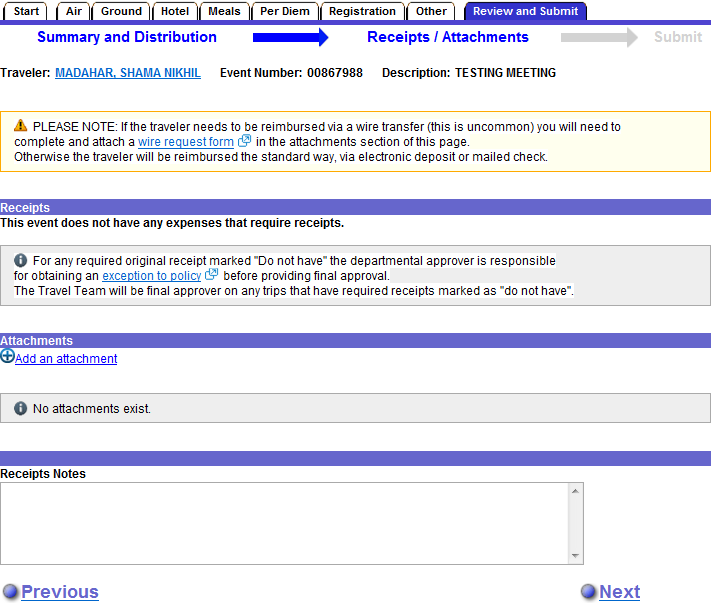 Start Air Ground Hotel Meals Per Diem Registration Other Review and Submit
Summary and Distribution Receipts / Attachments Submit
Traveler: MADAHAR, SHAMA NIKHIL Event Number: 00867988 Description: TESTING MEETING
PLEASE NOTE: If the traveler needs to be reimbursed via a wire transfer (this is uncommon) you will need to
complete and attach a wire request form in the attachments section of this page.
Otherwise the traveler will be reimbursed the standard way, via electronic deposit or mailed check.
Receipts
This event does not have any expenses that require receipts.
For any required original receipt marked "Do not have" the departmental approver is responsible
for obtaining an exception to policy before providing final approval.
The Travel Team will be final approver on any trips that have required receipts marked as "do not have".
Attachments
Add an attachment
No attachments exist.
Receipts Notes
Previous Next